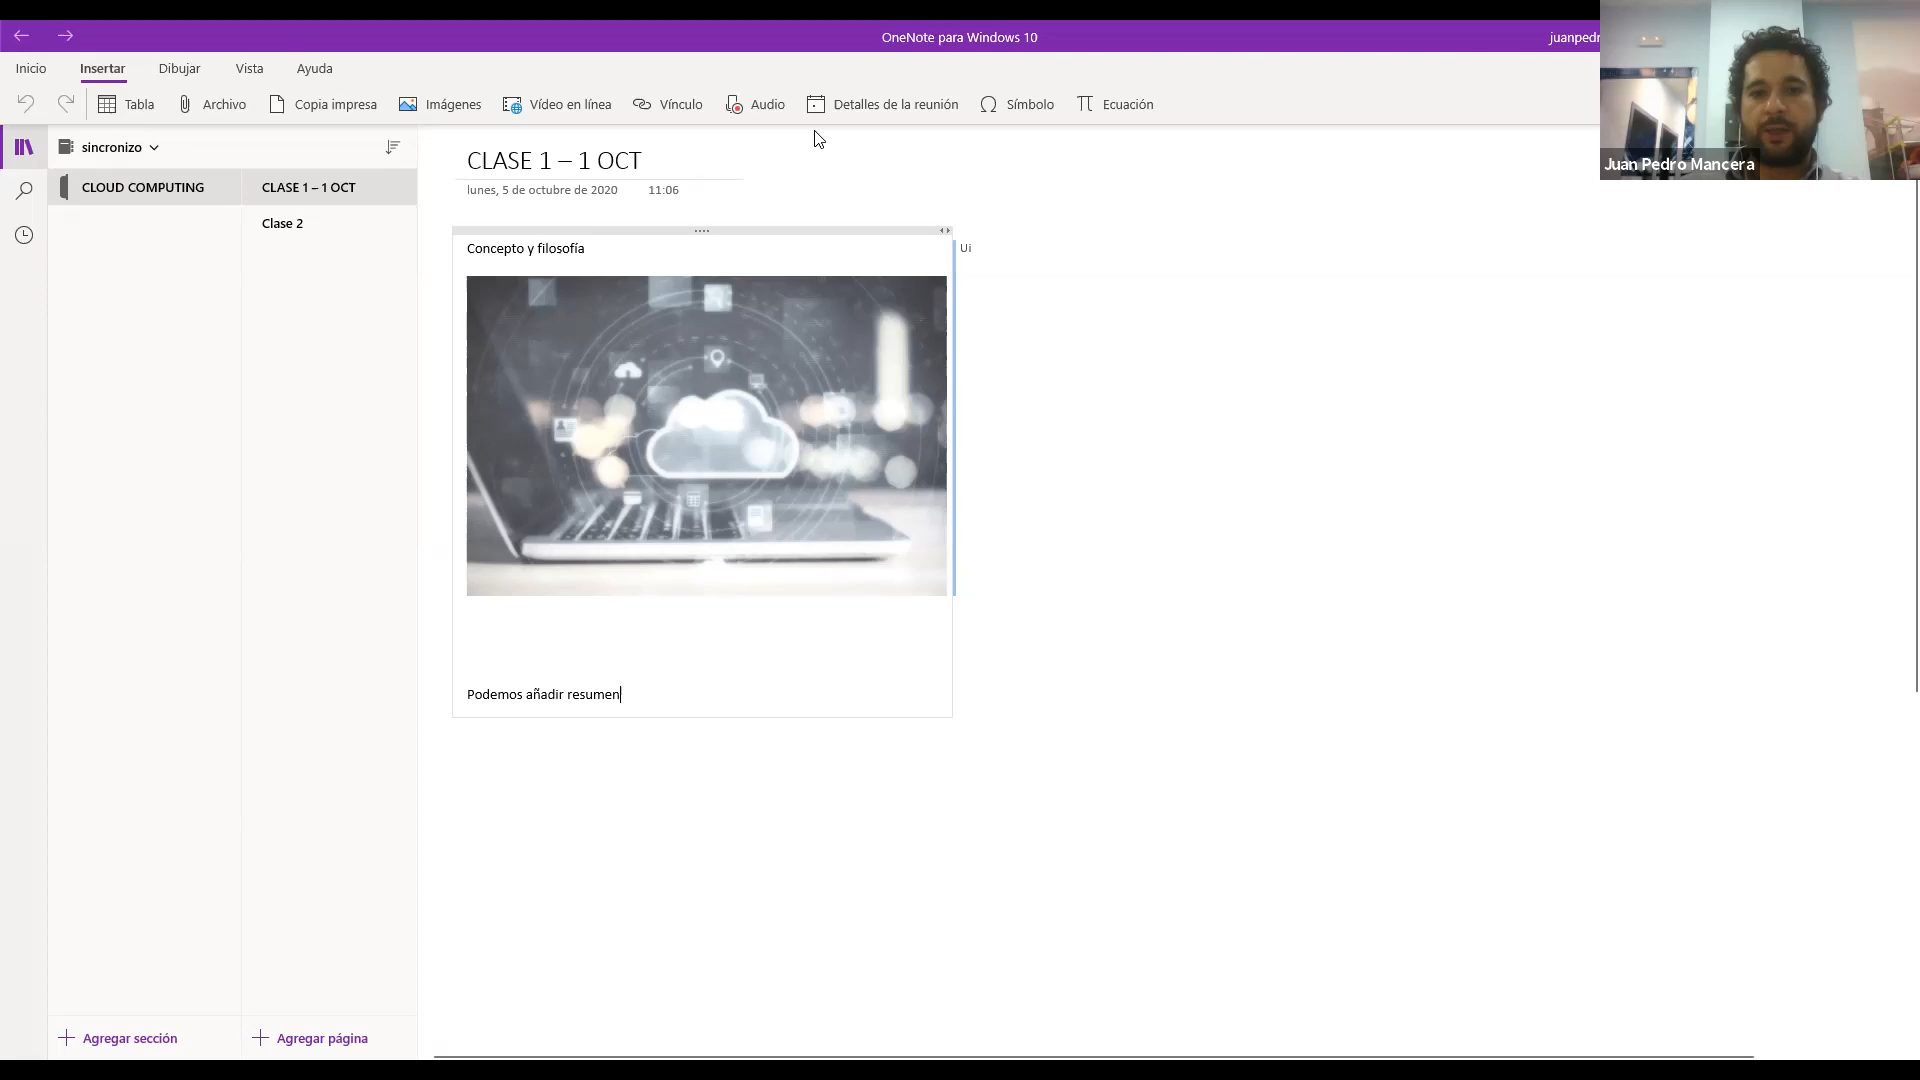 OneNote para Windows 10
juanpedr
Inicio Insertar Dibujar Vista Ayuda
Tabla Archivo Copia impresa Imágenes Vídeo en línea Vínculo Audio Detalles de la reunión Símbolo Ecuación
Juan Pedro Mancera
sincronizo
CLOUD COMPUTING
CLASE 1 – 1 OCT
Clase 2
CLASE 1 – 1 OCT
lunes, 5 de octubre de 2020 11:06
Concepto y filosofía
Ui
Podemos añadir resumen
Agregar sección
Agregar página